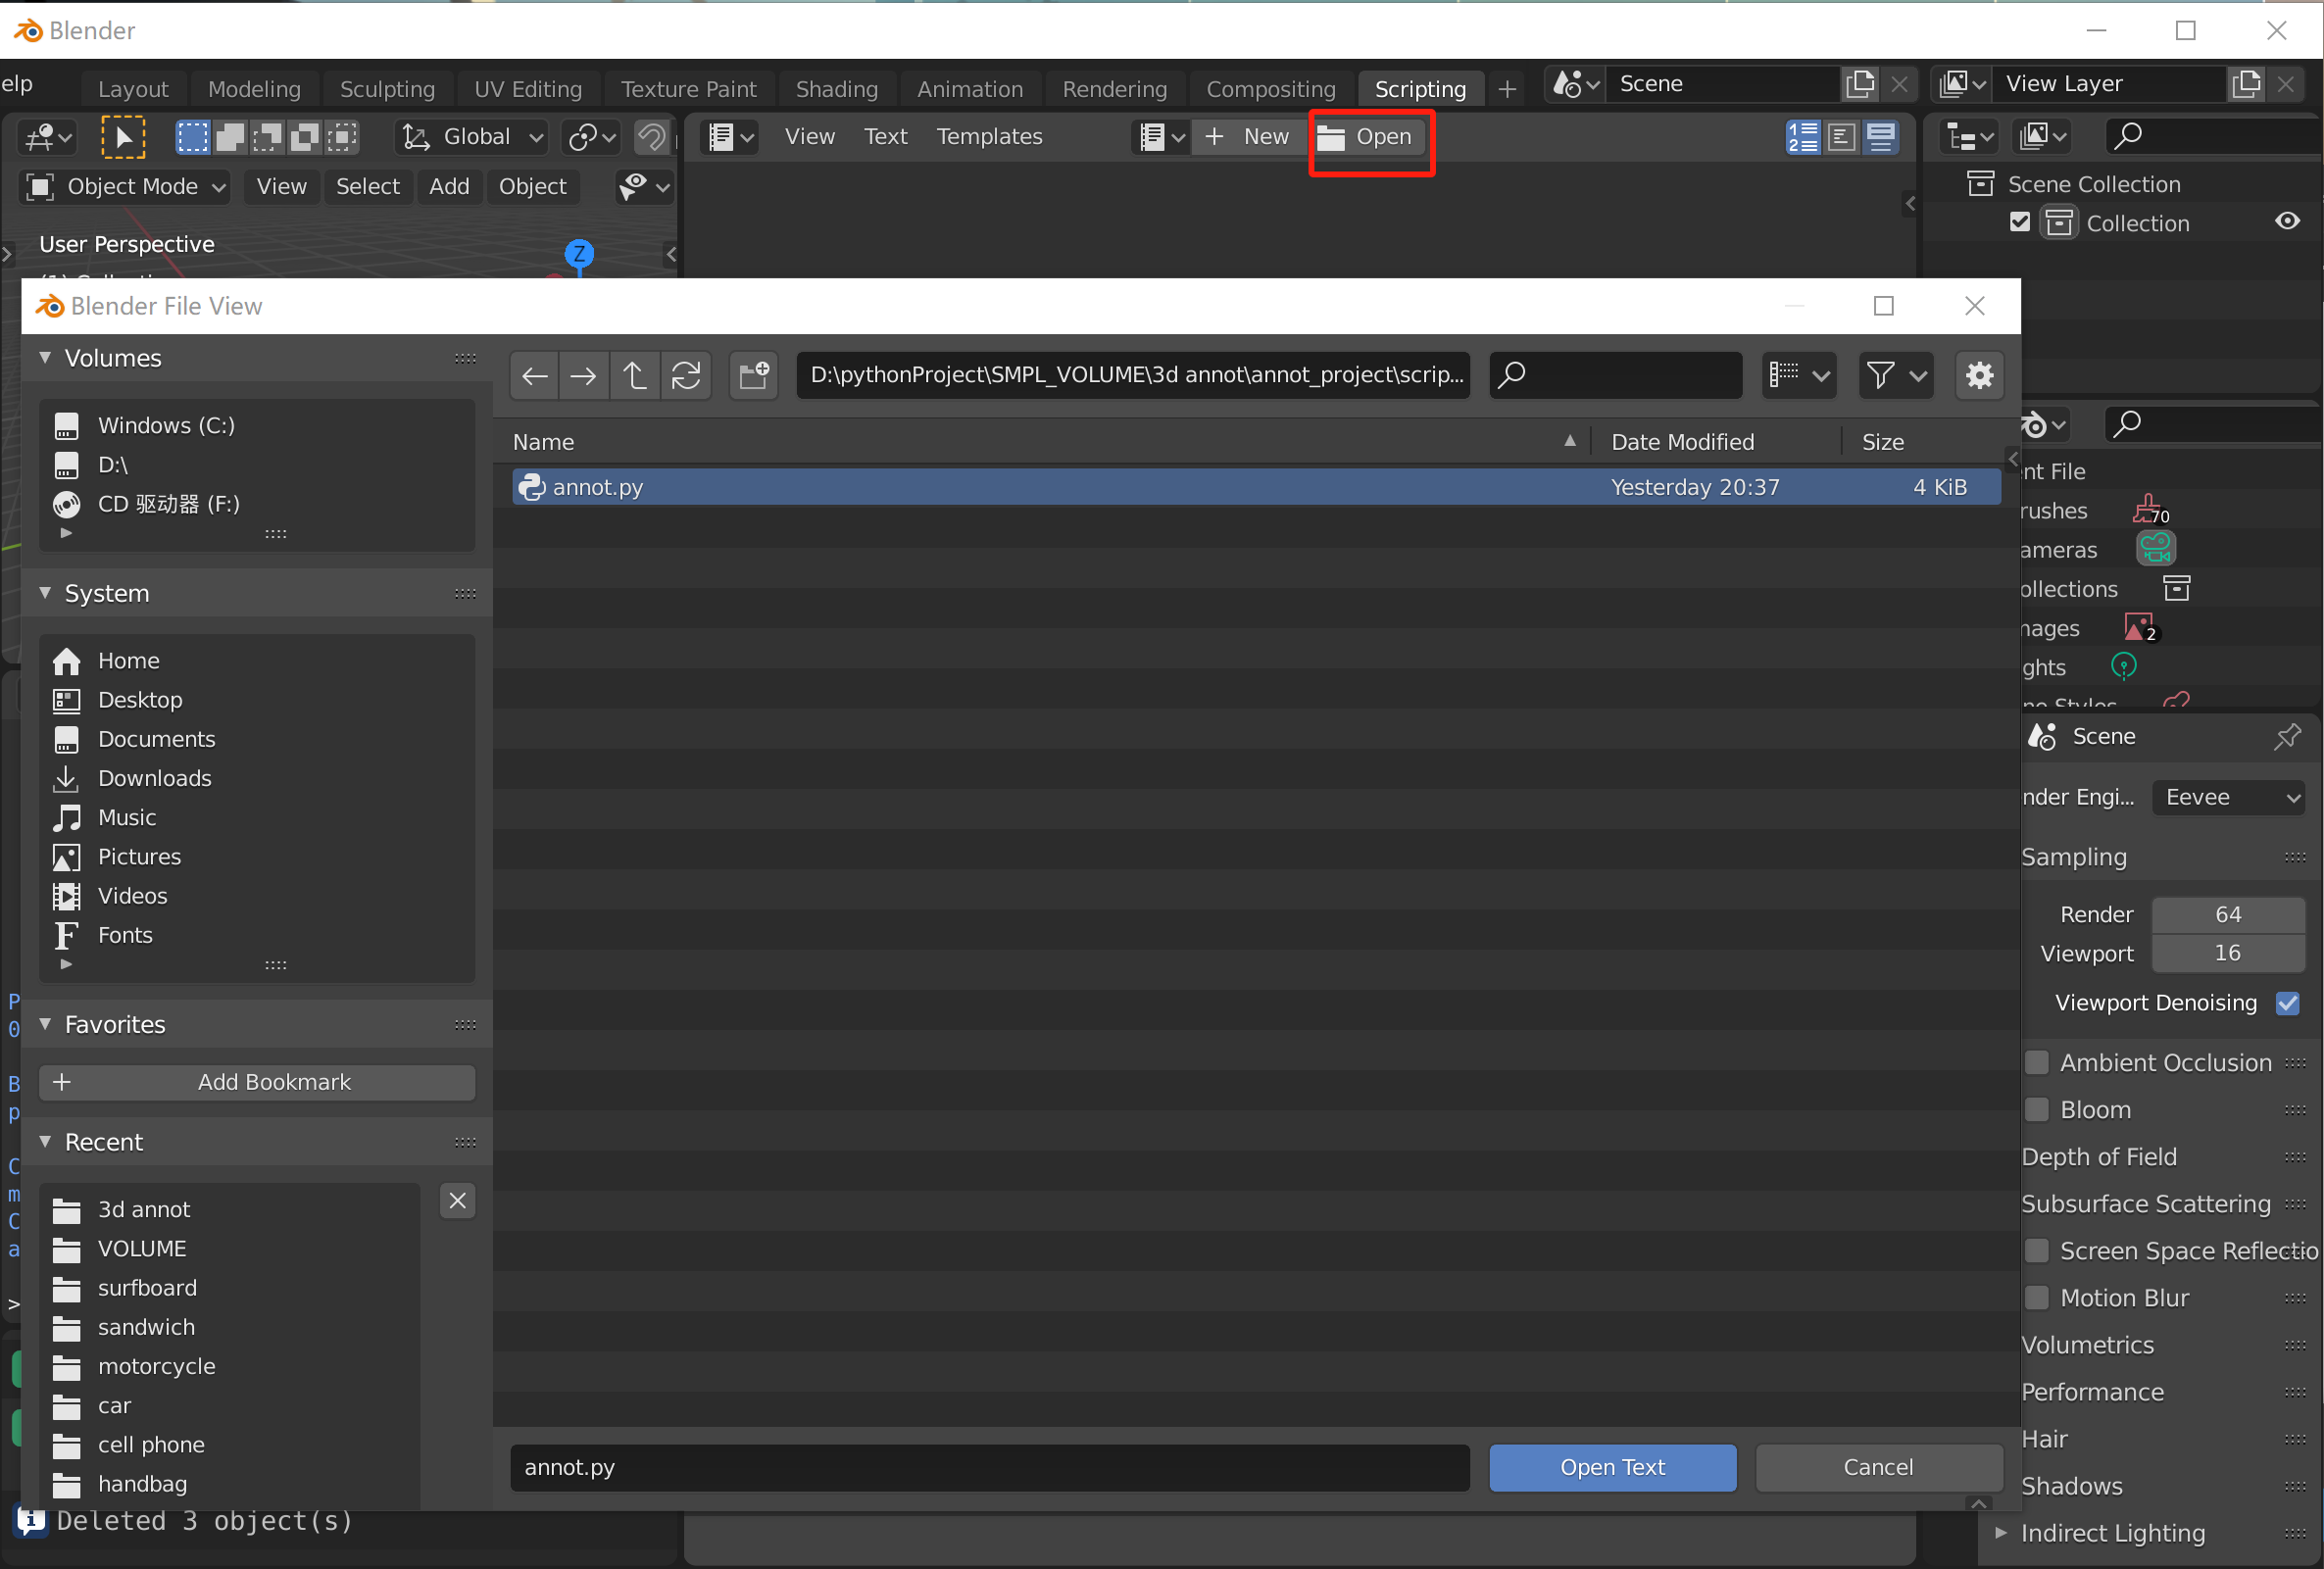 Blender
elp
Layout
Modeling
Sculpting
UV Editing
Texture Paint
Shading
Animation
Rendering
Compositing
Scripting
Scene
View Layer
Global
View
Text
Templates
New
Open
1
2
Object Mode
View
Select
Add
Object
Scene Collection
Collection
User Perspective
Z
Blender File View
Volumes
Windows (C:)
D:\
CD 驱动器 (F:)
System
Home
Desktop
Documents
Downloads
Music
Pictures
Videos
Fonts
Favorites
Add Bookmark
Recent
3d annot
VOLUME
surfboard
sandwich
motorcycle
car
cell phone
handbag
D:\pythonProject\SMPL_VOLUME\3d annot\annot_project\scrip...
Name
Date Modified
Size
annot.py
Yesterday 20:37
4 KiB
annot.py
Open Text
Cancel
nt File
rushes
70
ameras
ollections
mages
2
ghts
ne Styles
Scene
nder Engi...
Eevee
Sampling
Render
64
Viewport
16
Viewport Denoising
Ambient Occlusion
Bloom
Depth of Field
Subsurface Scattering
Screen Space Reflectio
Motion Blur
Volumetrics
Performance
Hair
Shadows
Indirect Lighting
P
0
B
p
C
m
C
a
>
Deleted 3 object(s)